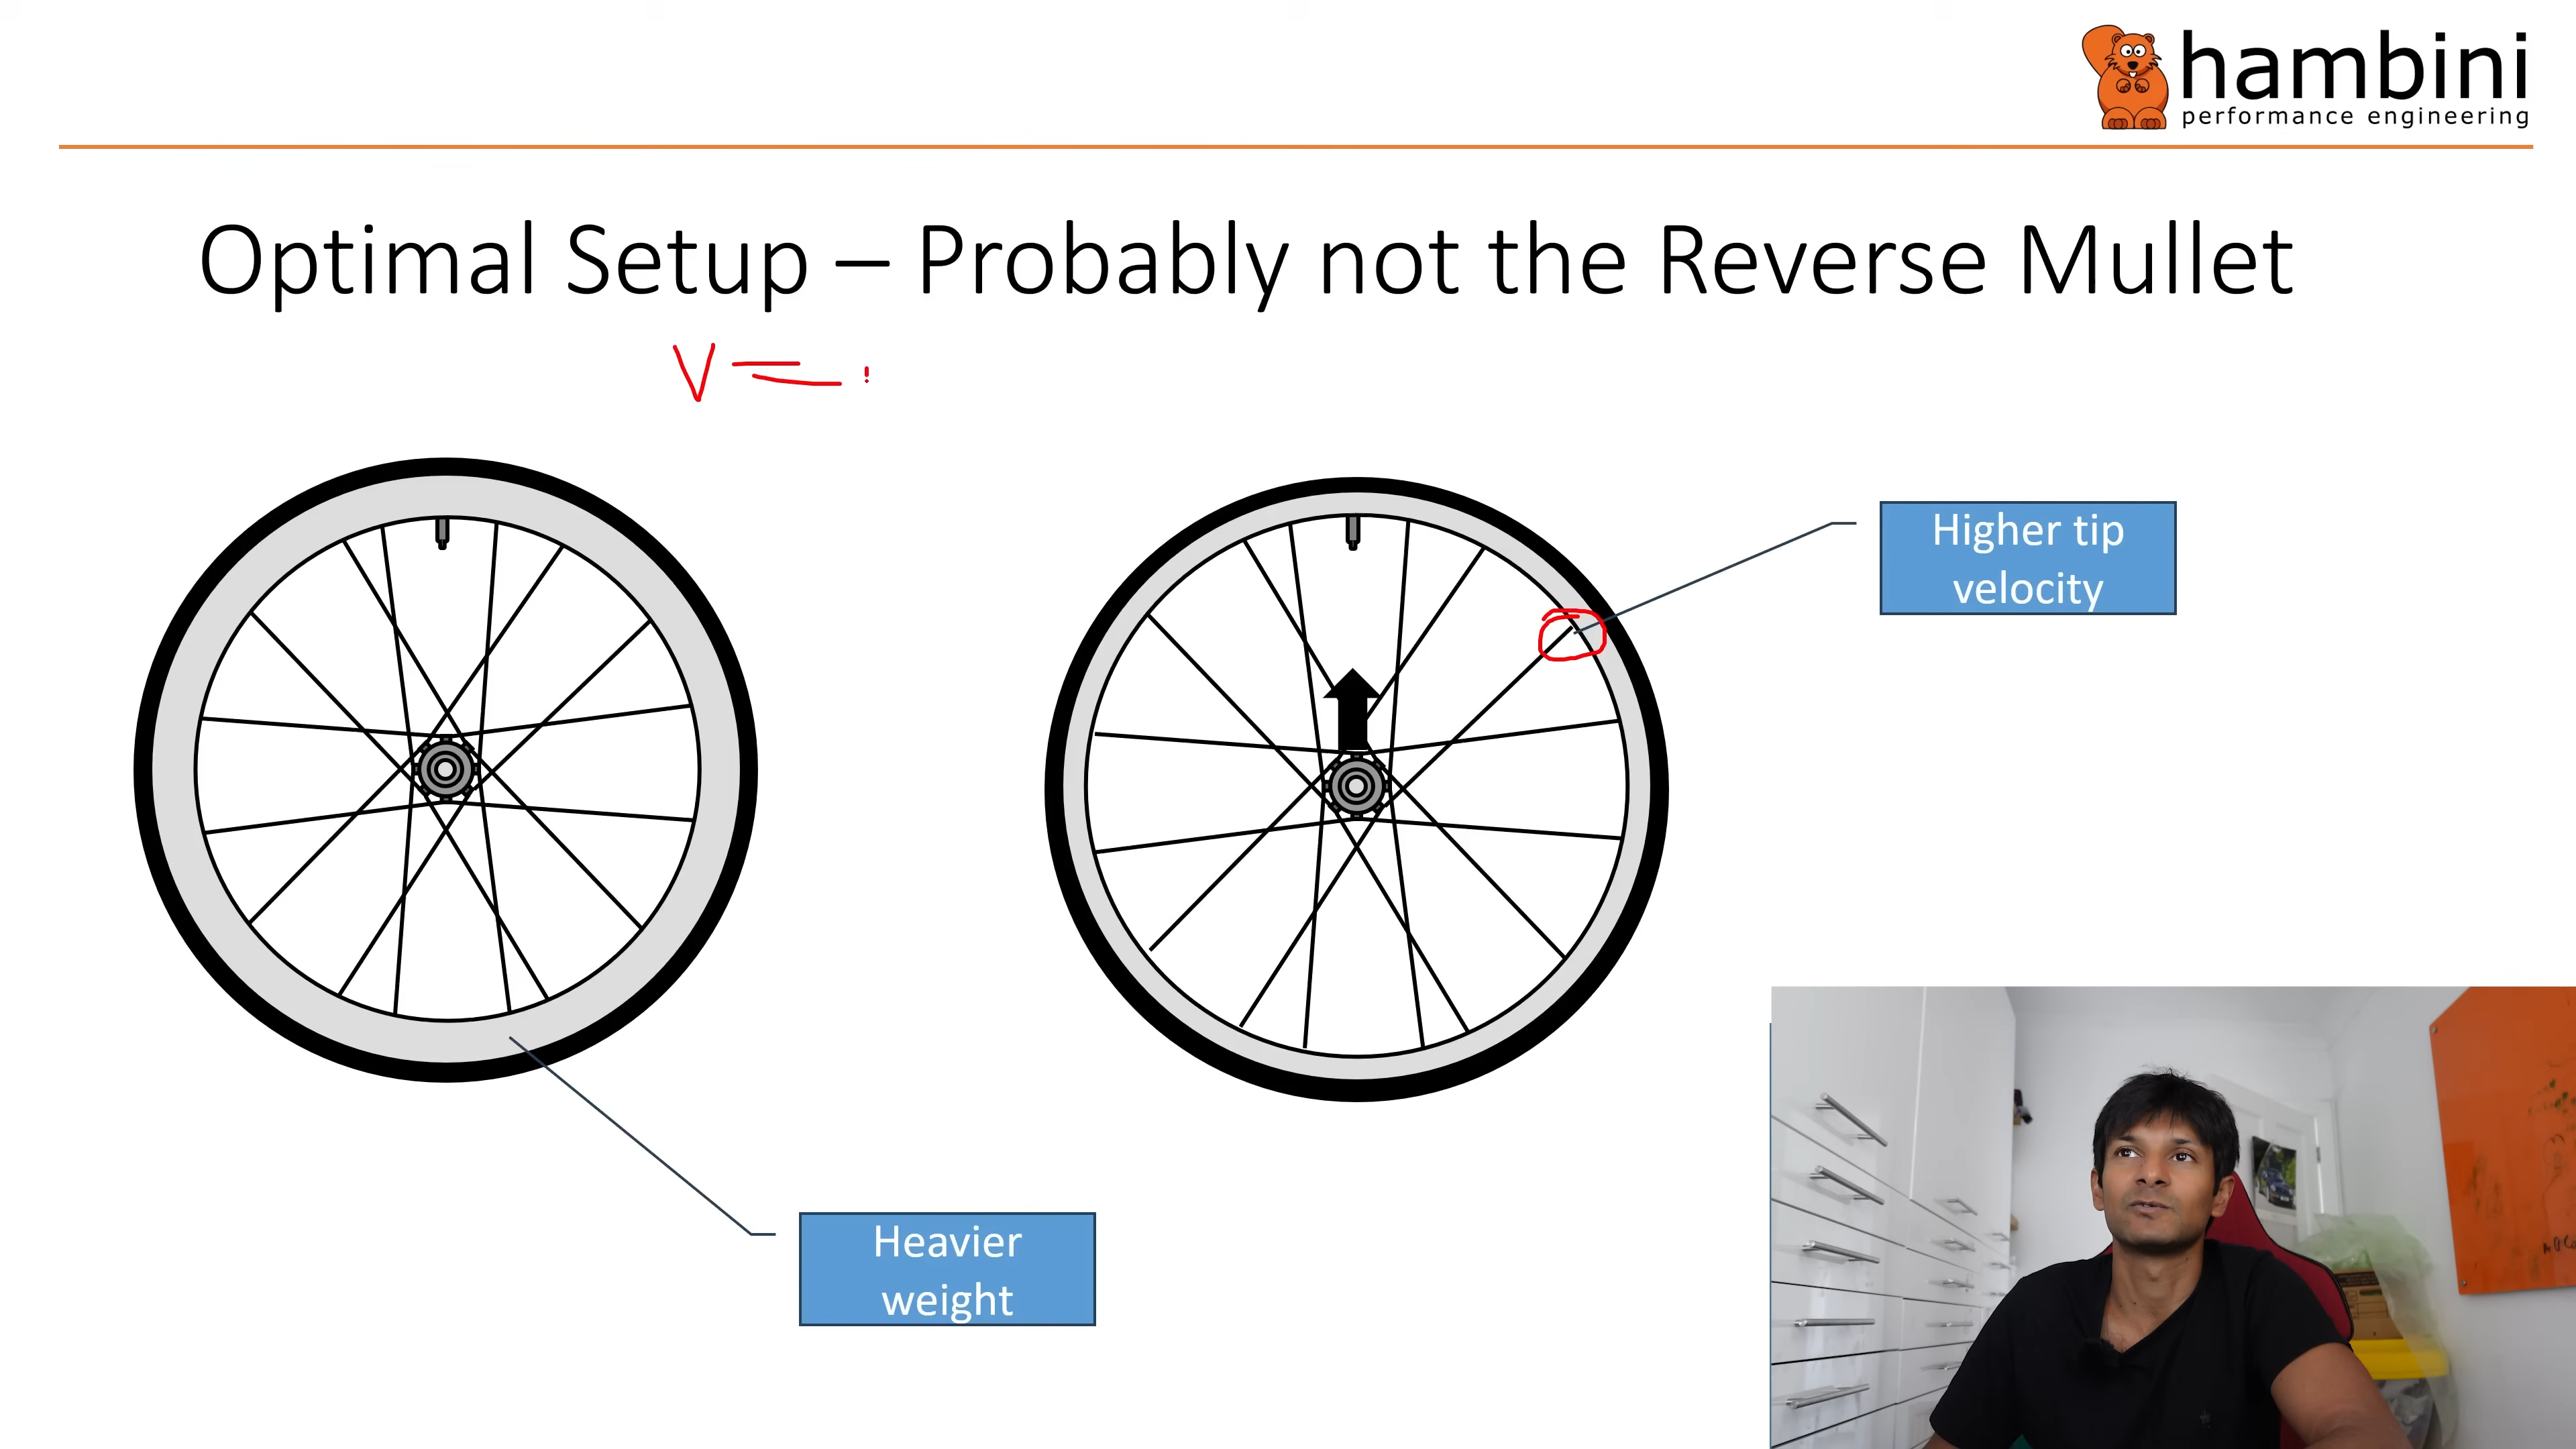 hambini
performance engineering
Optimal Setup – Probably not the Reverse Mullet
V =
Higher tip
velocity
Heavier
weight